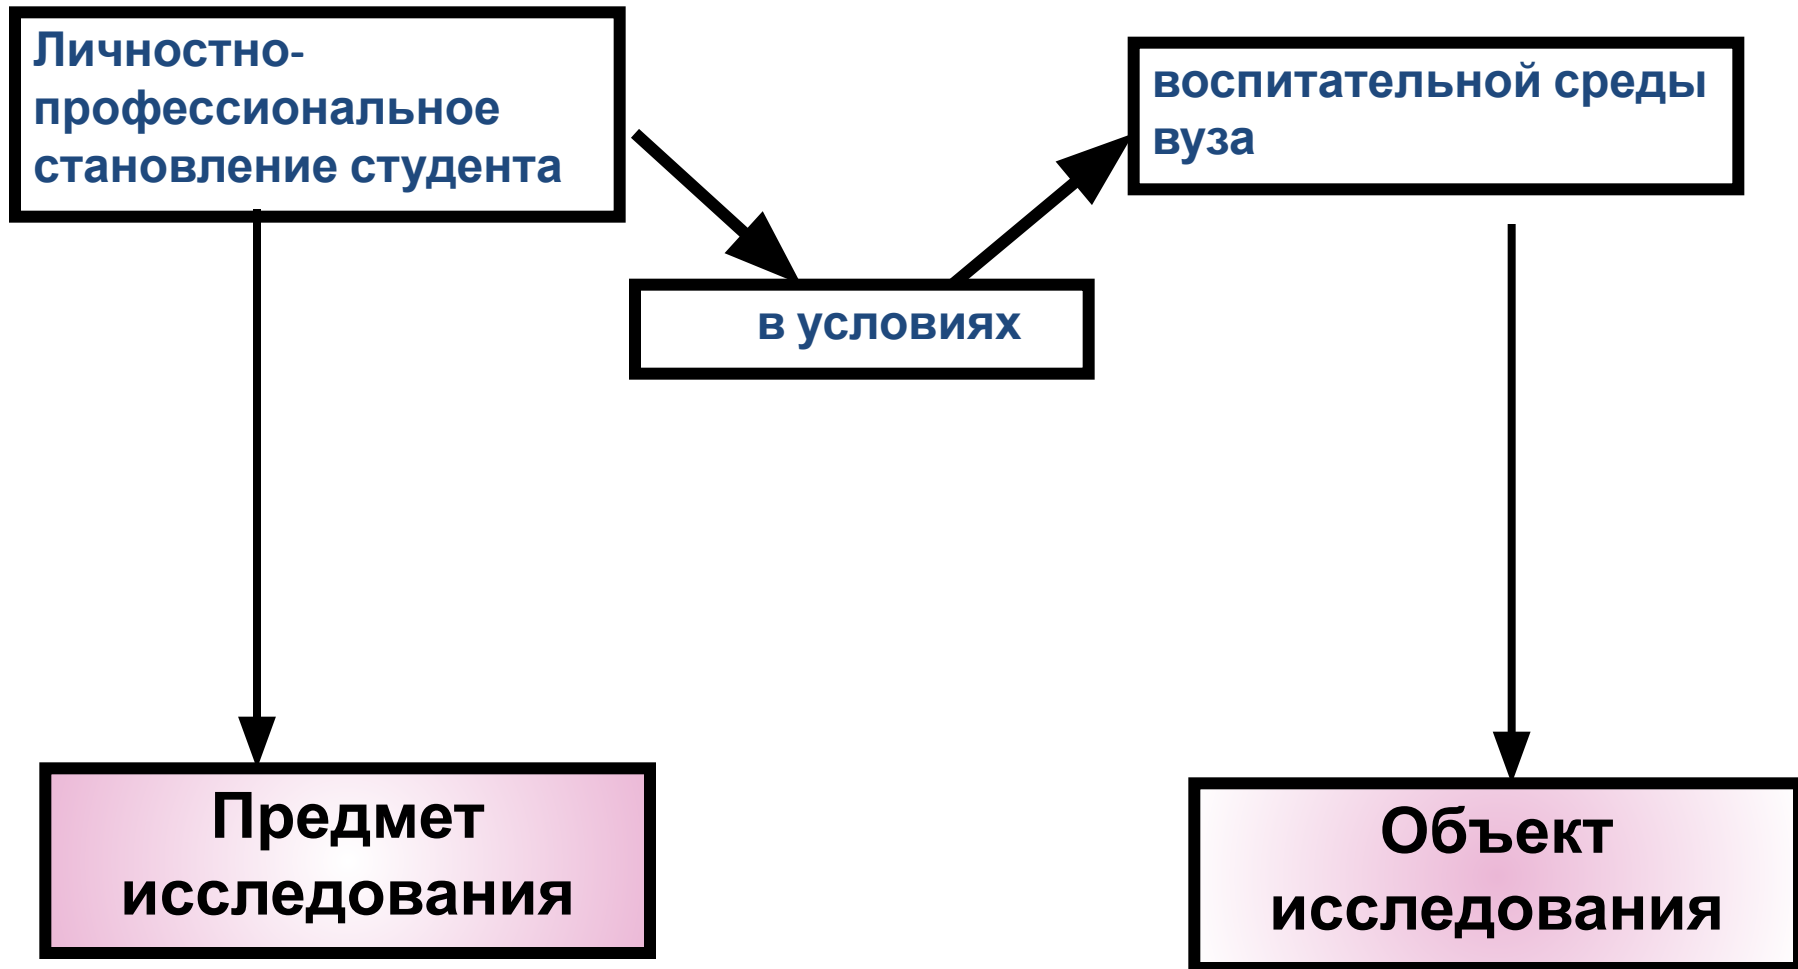 Личностно-
профессиональное
становление студента
воспитательной среды
вуза
в условиях
Предмет
исследования
Объект
исследования